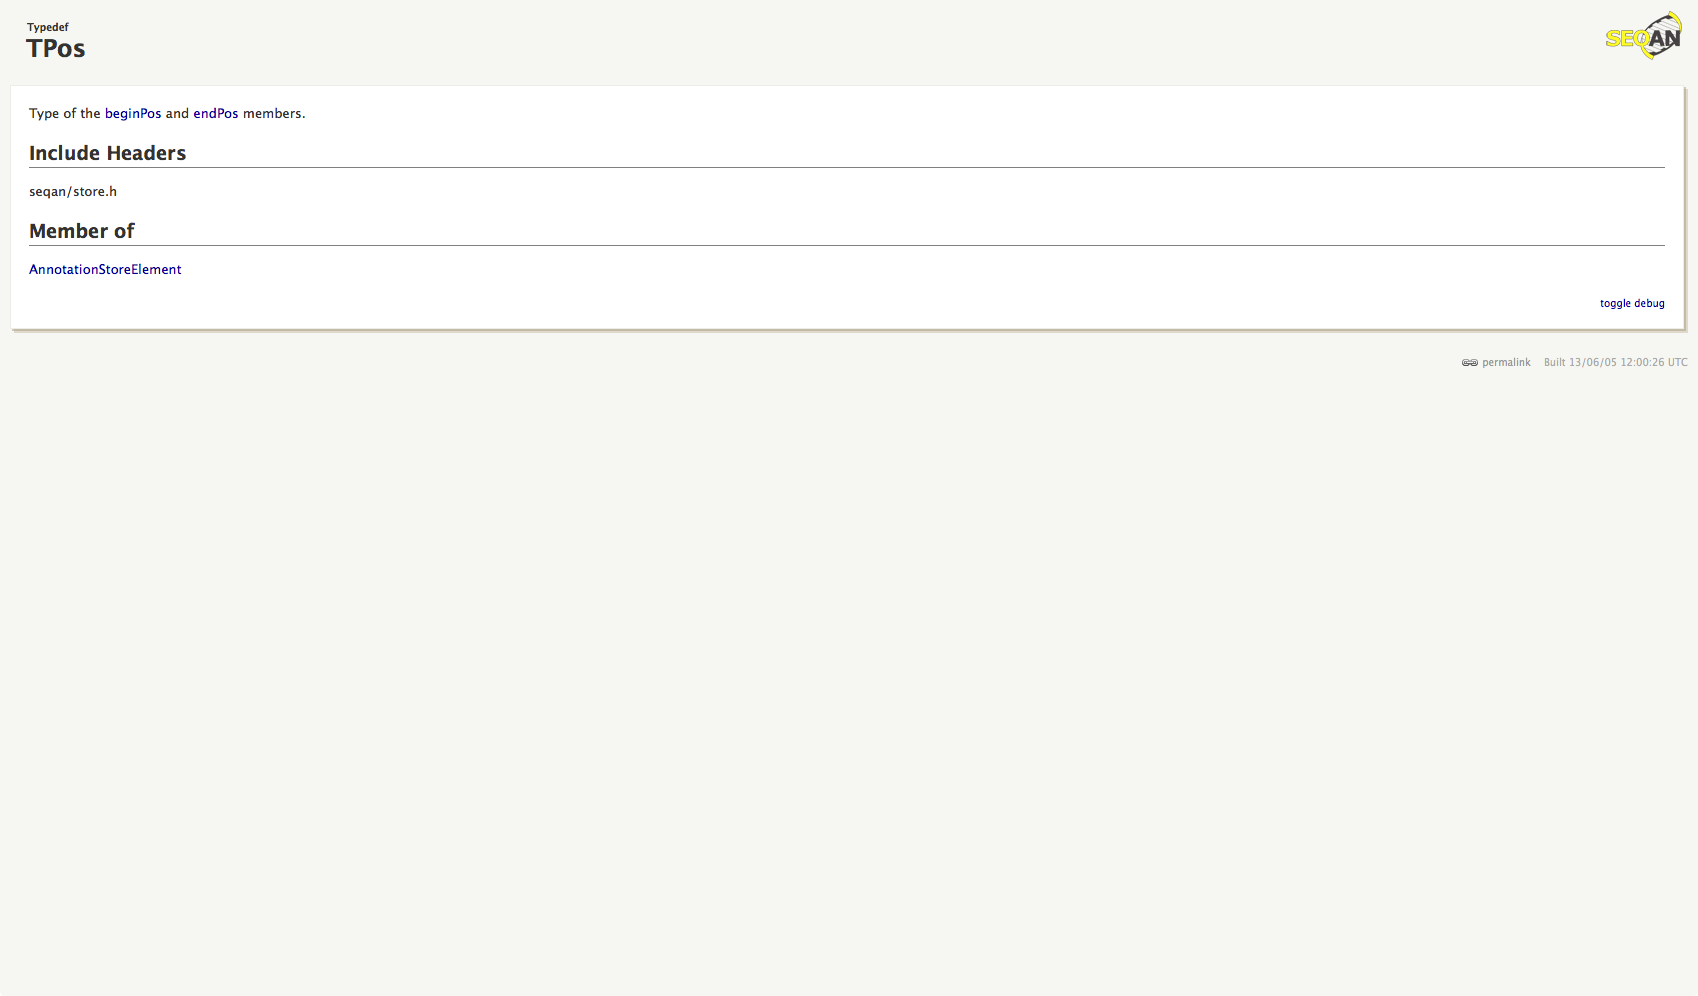 Typedef
TPos
SEQAN
Type of the beginPos and endPos members.
Include Headers
seqan/store.h
Member of
AnnotationStoreElement
toggle debug
permalink Built 13/06/05 12:00:26 UTC